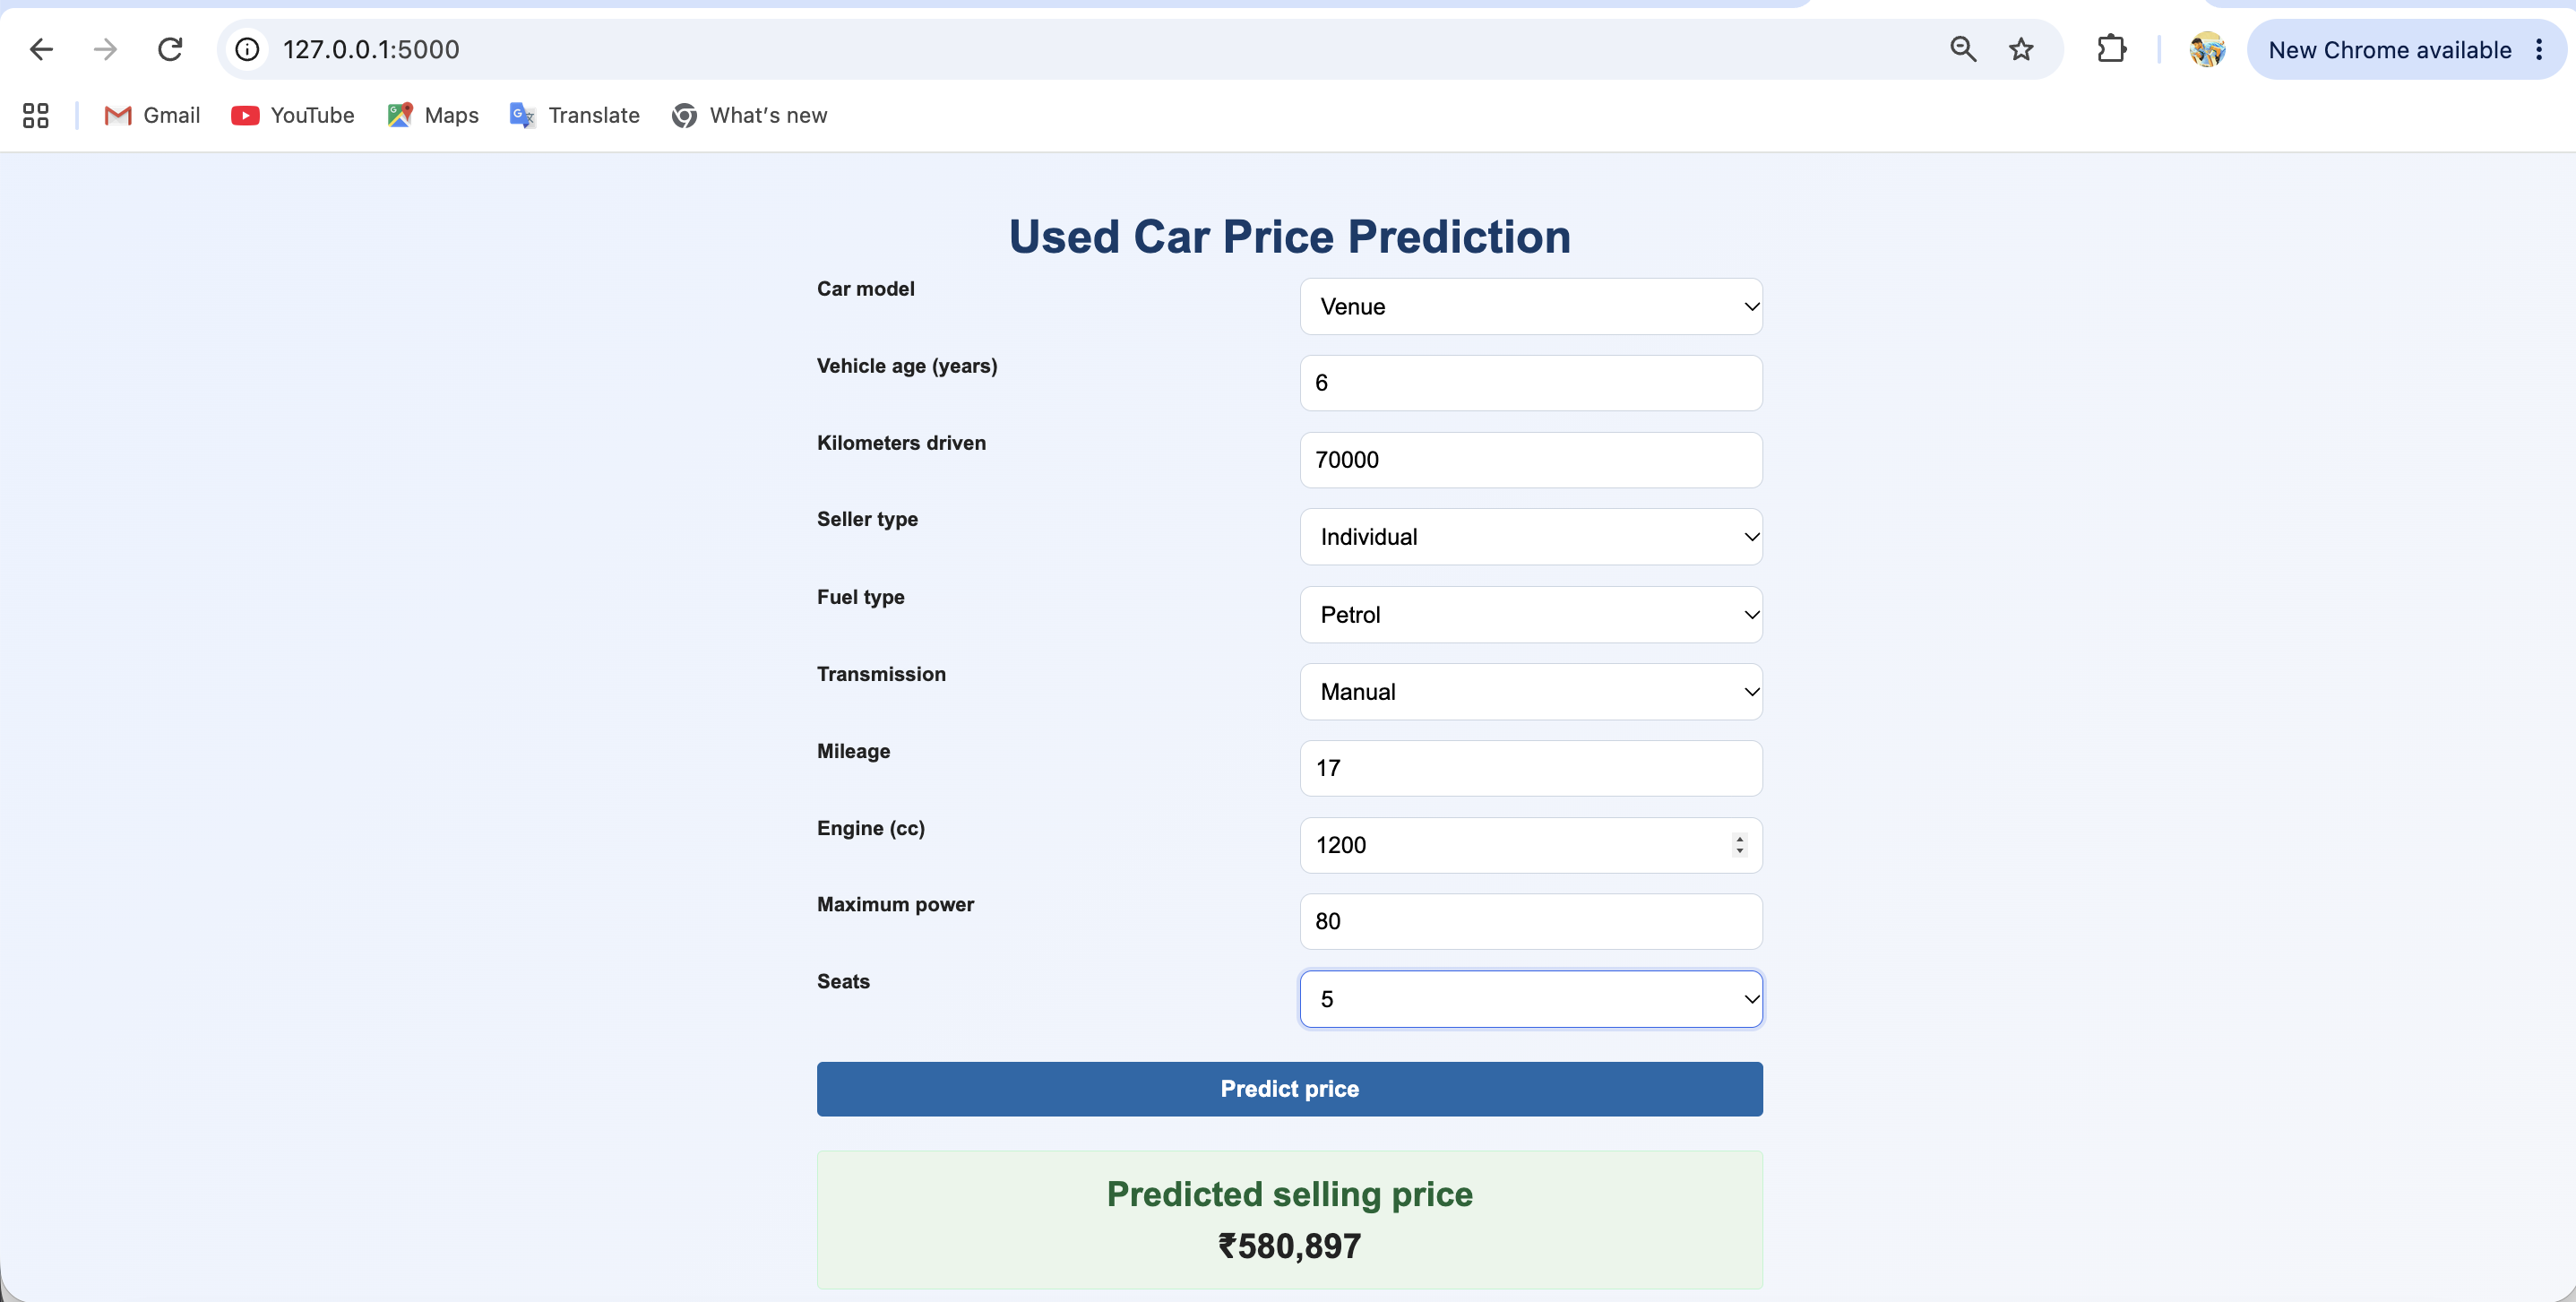 127.0.0.1:5000
New Chrome available
Gmail YouTube Maps Translate What's new
Used Car Price Prediction
Car model Venue
Vehicle age (years) 6
Kilometers driven 70000
Seller type Individual
Fuel type Petrol
Transmission Manual
Mileage 17
Engine (cc) 1200
Maximum power 80
Seats 5
Predict price
Predicted selling price
₹580,897